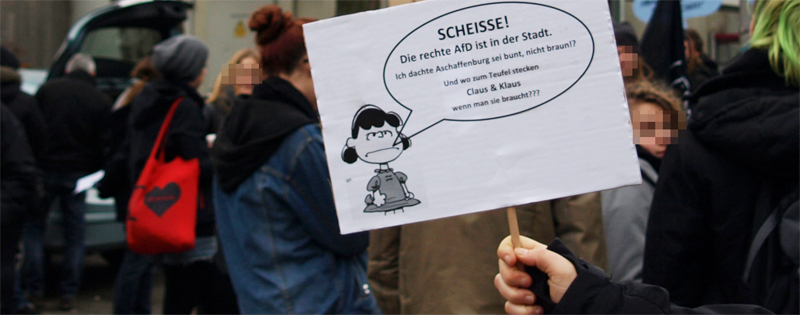 SCHEISSE!
Die rechte AfD ist in der Stadt.
Ich dachte Aschaffenburg sei bunt, nicht braun!?
Und wo zum Teufel stecken
Claus & Klaus
wenn man sie braucht???